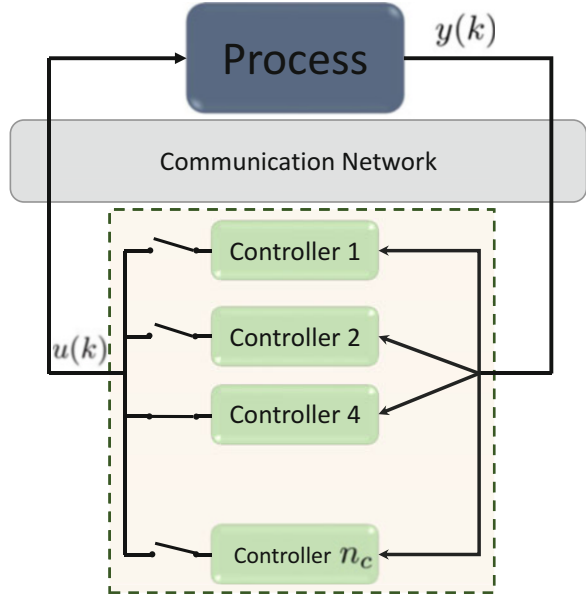 Process
y(k)
Communication Network
Controller 1
Controller 2
u(k)
Controller 4
Controller n_c